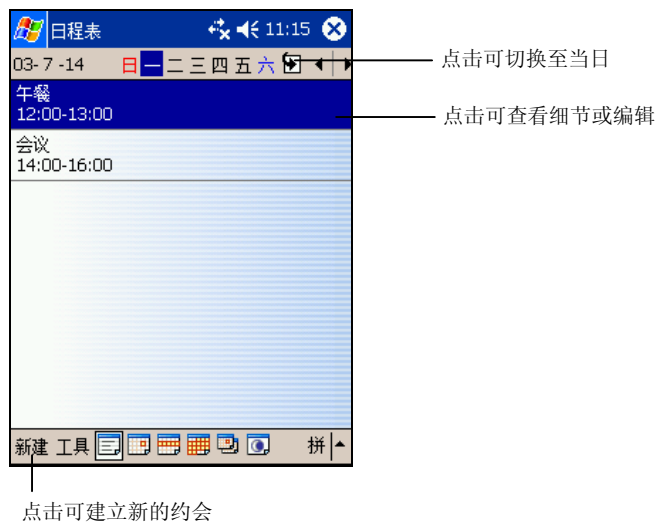 日程表 11:15
03- 7 -14 日 一 二 三 四 五 六
点击可切换至当日
午餐
12:00-13:00
点击可查看细节或编辑
会议
14:00-16:00
新建 工具 拼
点击可建立新的约会